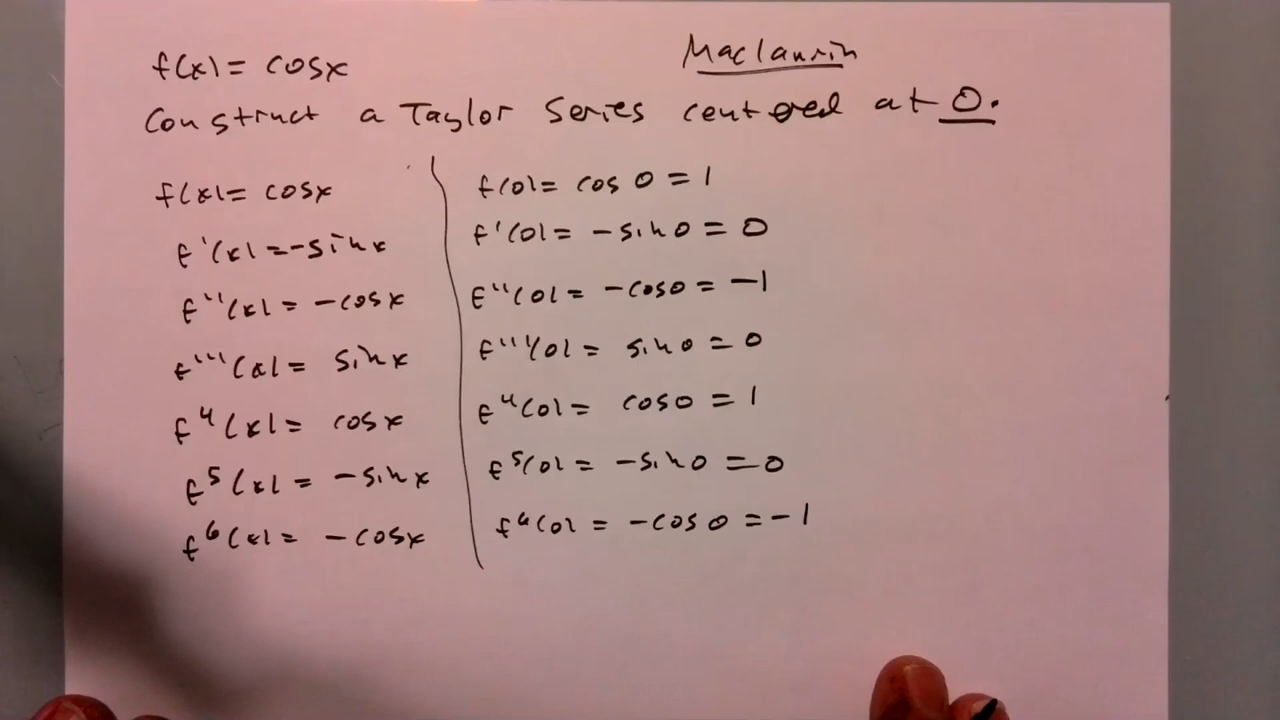 f(x) = cosx
Maclaurin
Construct a Taylor Series centered at 0.
f(x) = cosx
f'(x) = -sinx
f''(x) = -cosx
f'''(x) = sinx
f⁴(x) = cosx
f⁵(x) = -sinx
f⁶(x) = -cosx
f(0) = cos 0 = 1
f'(0) = -sin0 = 0
f''(0) = -cos0 = -1
f'''(0) = sin0 = 0
f⁴(0) = cos0 = 1
f⁵(0) = -sin0 = 0
f⁶(0) = -cos0 = -1